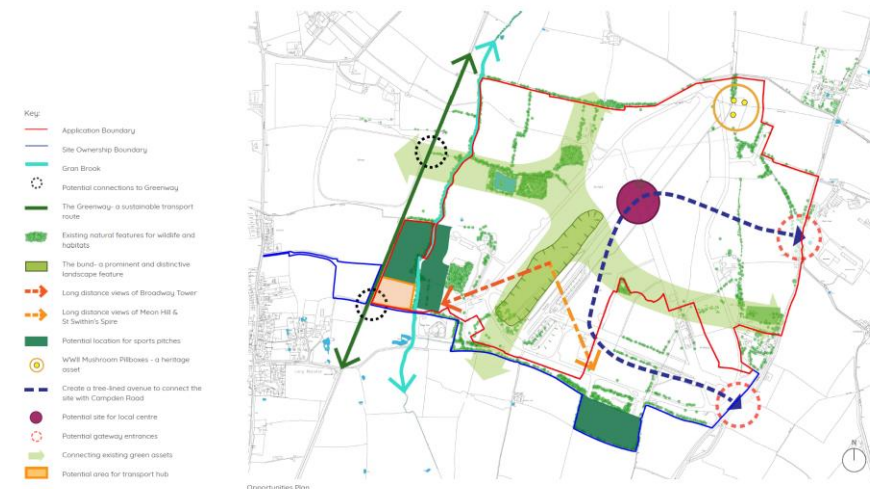 Key:
Application Boundary
Site Ownership Boundary
Gran Brook
Potential connections to Greenway
The Greenway- a sustainable transport
route
Existing natural features for wildlife and
habitats
The bund- a prominent and distinctive
landscape feature
Long distance views of Broadway Tower
Long distance views of Meon Hill &
St Swithin's Spire
Potential location for sports pitches
WWII Mushroom Pillboxes - a heritage
asset
Create a tree-lined avenue to connect the
site with Campden Road
Potential site for local centre
Potential gateway entrances
Connecting existing green assets
Potential area for transport hub
N
Opportunities Plan